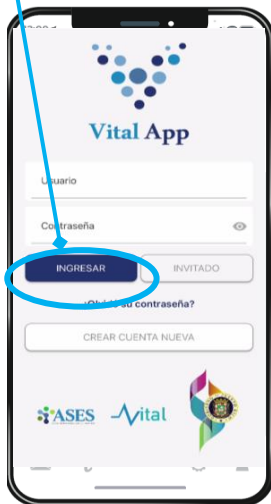 Vital App
Usuario
Contraseña
INGRESAR
INVITADO
¿Olvidó su contraseña?
CREAR CUENTA NUEVA
ASES
Vital